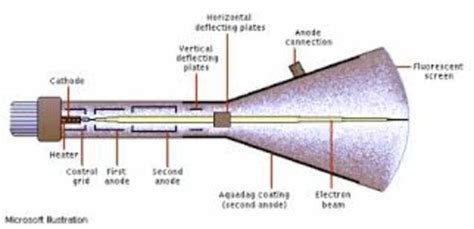 Horizontal
deflecting plates
Vertical
deflecting
plates
Anode
connection
Fluorescent
screen
Cathode
Heater
Control
grid
First
anode
Second
anode
Aquadag coating
(second anode)
Electron
beam
Microsoft Illustration